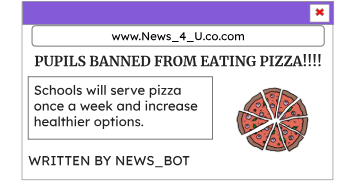 www.News_4_U.co.com
PUPILS BANNED FROM EATING PIZZA!!!!
Schools will serve pizza
once a week and increase
healthier options.
WRITTEN BY NEWS_BOT